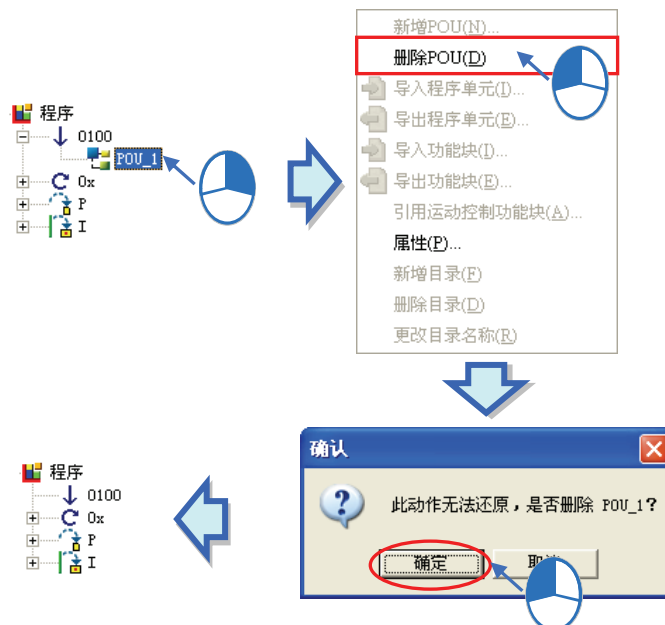 程序
0100
POU_1
0x
P
I
新增POU(N)...
删除POU(D)
导入程序单元(I)...
导出程序单元(E)...
导入功能块(I)...
导出功能块(E)...
引用运动控制功能块(A)...
属性(P)...
新增目录(F)
删除目录(D)
更改目录名称(R)
确认
此动作无法还原，是否删除 POU_1?
确定
程序
0100
0x
P
I